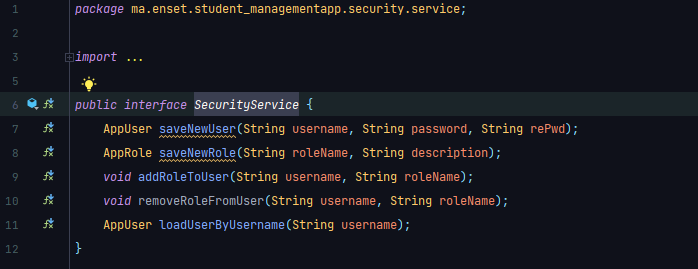 1 package ma.enset.student_managementapp.security.service;
2
3 import ...
5
6 public interface SecurityService {
7 AppUser saveNewUser(String username, String password, String rePwd);
8 AppRole saveNewRole(String roleName, String description);
9 void addRoleToUser(String username, String roleName);
10 void removeRoleFromUser(String username, String roleName);
11 AppUser loadUserByUsername(String username);
12 }